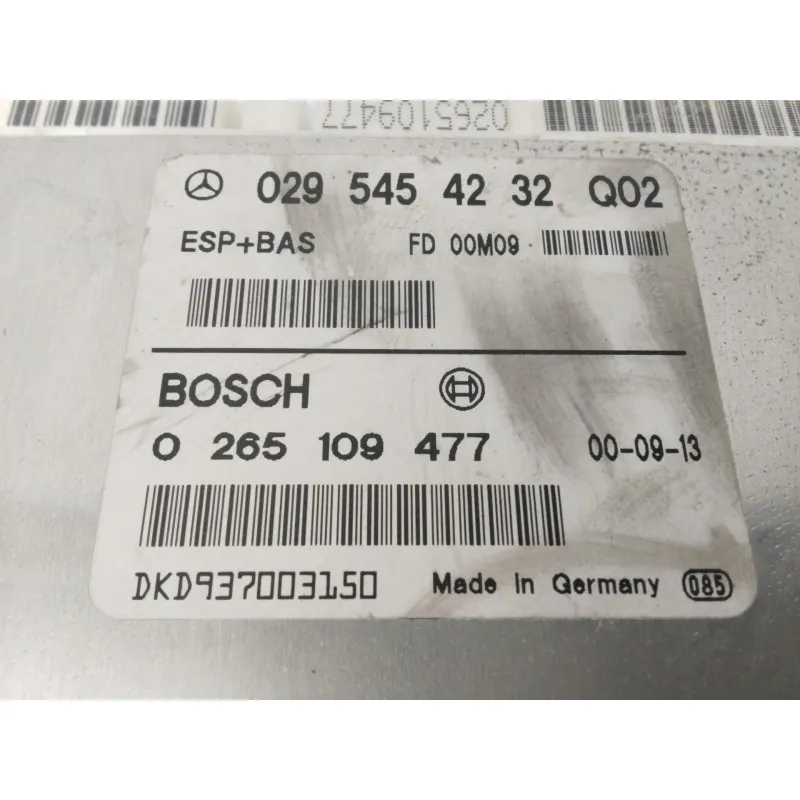 0265109477
029 545 42 32 Q02
ESP+BAS FD 00M09
BOSCH
0 265 109 477 00-09-13
DKD937003150 Made in Germany 085